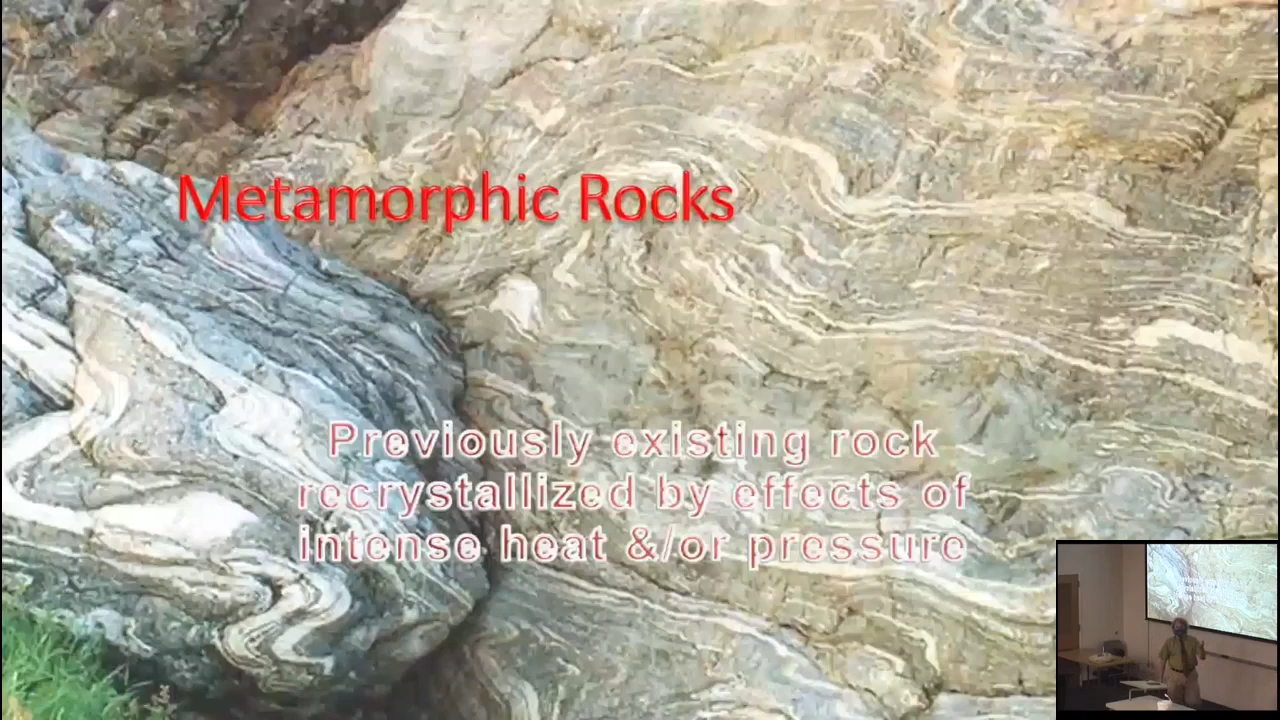 Metamorphic Rocks
Previously existing rock
recrystallized by effects of
intense heat &/or pressure